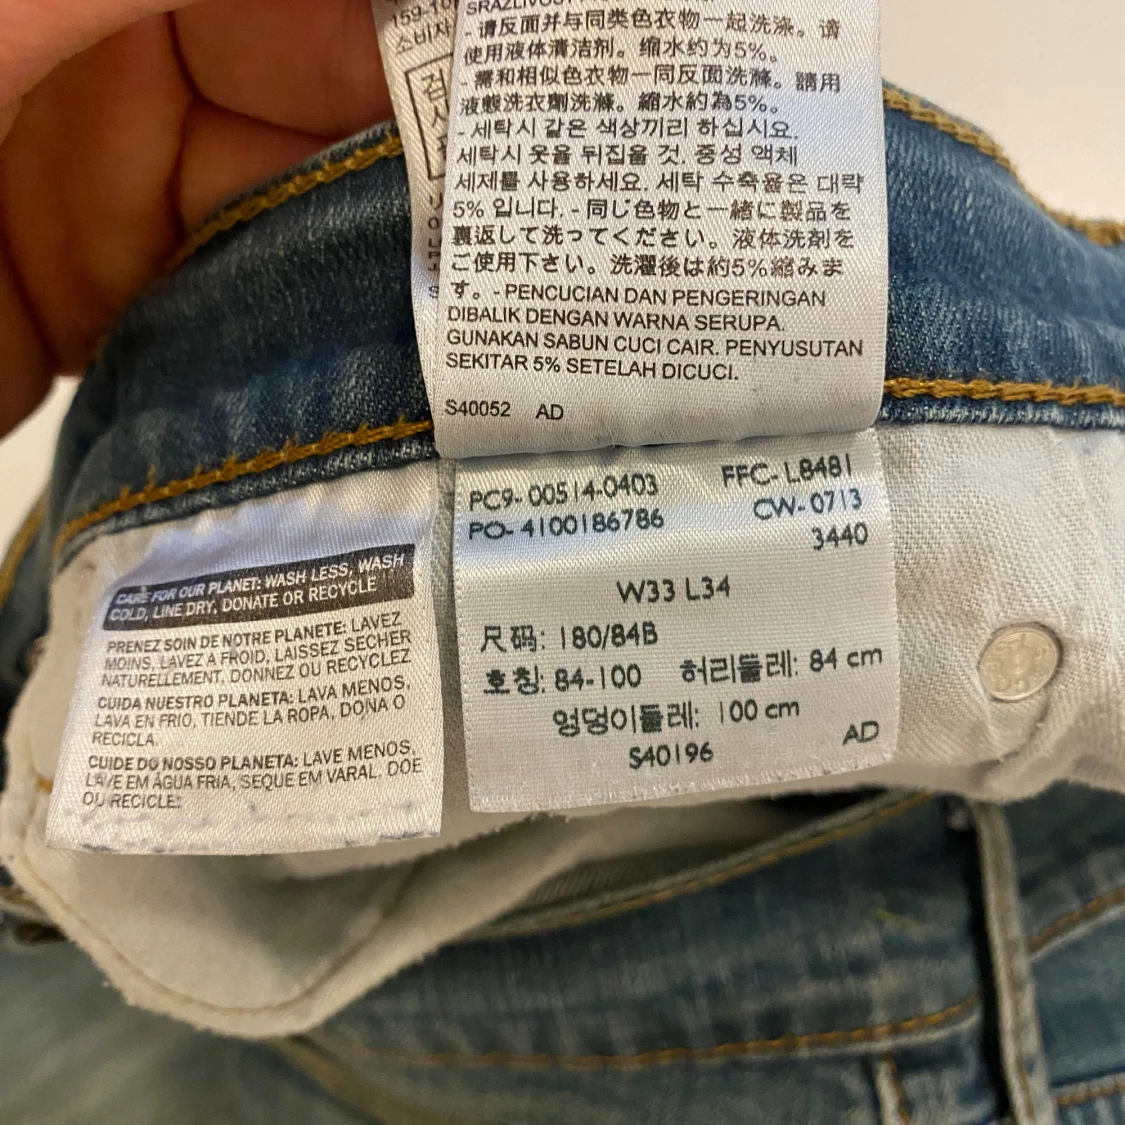 159-10
소비자
검
사
SRAZLIVOST
- 请反面并与同类色衣物一起洗涤。请
使用液体清洁剂。缩水约为5%。
- 需和相似色衣物一同反面洗滌。請用
液態洗衣劑洗滌。縮水約為5%。
- 세탁시 같은 색상끼리 하십시요.
세탁시 옷을 뒤집을 것. 중성 액체
세제를 사용하세요. 세탁 수축율은 대략
5% 입니다. - 同じ色物と一緒に製品を
裏返して洗ってください。液体洗剤を
ご使用下さい。洗濯後は約5%縮みま
す。- PENCUCIAN DAN PENGERINGAN
DIBALIK DENGAN WARNA SERUPA.
GUNAKAN SABUN CUCI CAIR. PENYUSUTAN
SEKITAR 5% SETELAH DICUCI.
S40052 AD
CARE FOR OUR PLANET: WASH LESS, WASH
COLD, LINE DRY, DONATE OR RECYCLE
PRENEZ SOIN DE NOTRE PLANETE: LAVEZ
MOINS, LAVEZ A FROID, LAISSEZ SECHER
NATURELLEMENT, DONNEZ OU RECYCLEZ
CUIDA NUESTRO PLANETA: LAVA MENOS,
LAVA EN FRIO, TIENDE LA ROPA, DONA O
RECICLA.
CUIDE DO NOSSO PLANETA: LAVE MENOS,
LAVE EM ÁGUA FRIA, SEQUE EM VARAL, DOE
OU RECICLE:
PC9-00514-0403 FFC-L8481
PO-4100186786 CW-0713
3440
W33 L34
尺码: 180/84B
호칭: 84-100 허리둘레: 84 cm
엉덩이둘레: 100 cm
S40196 AD